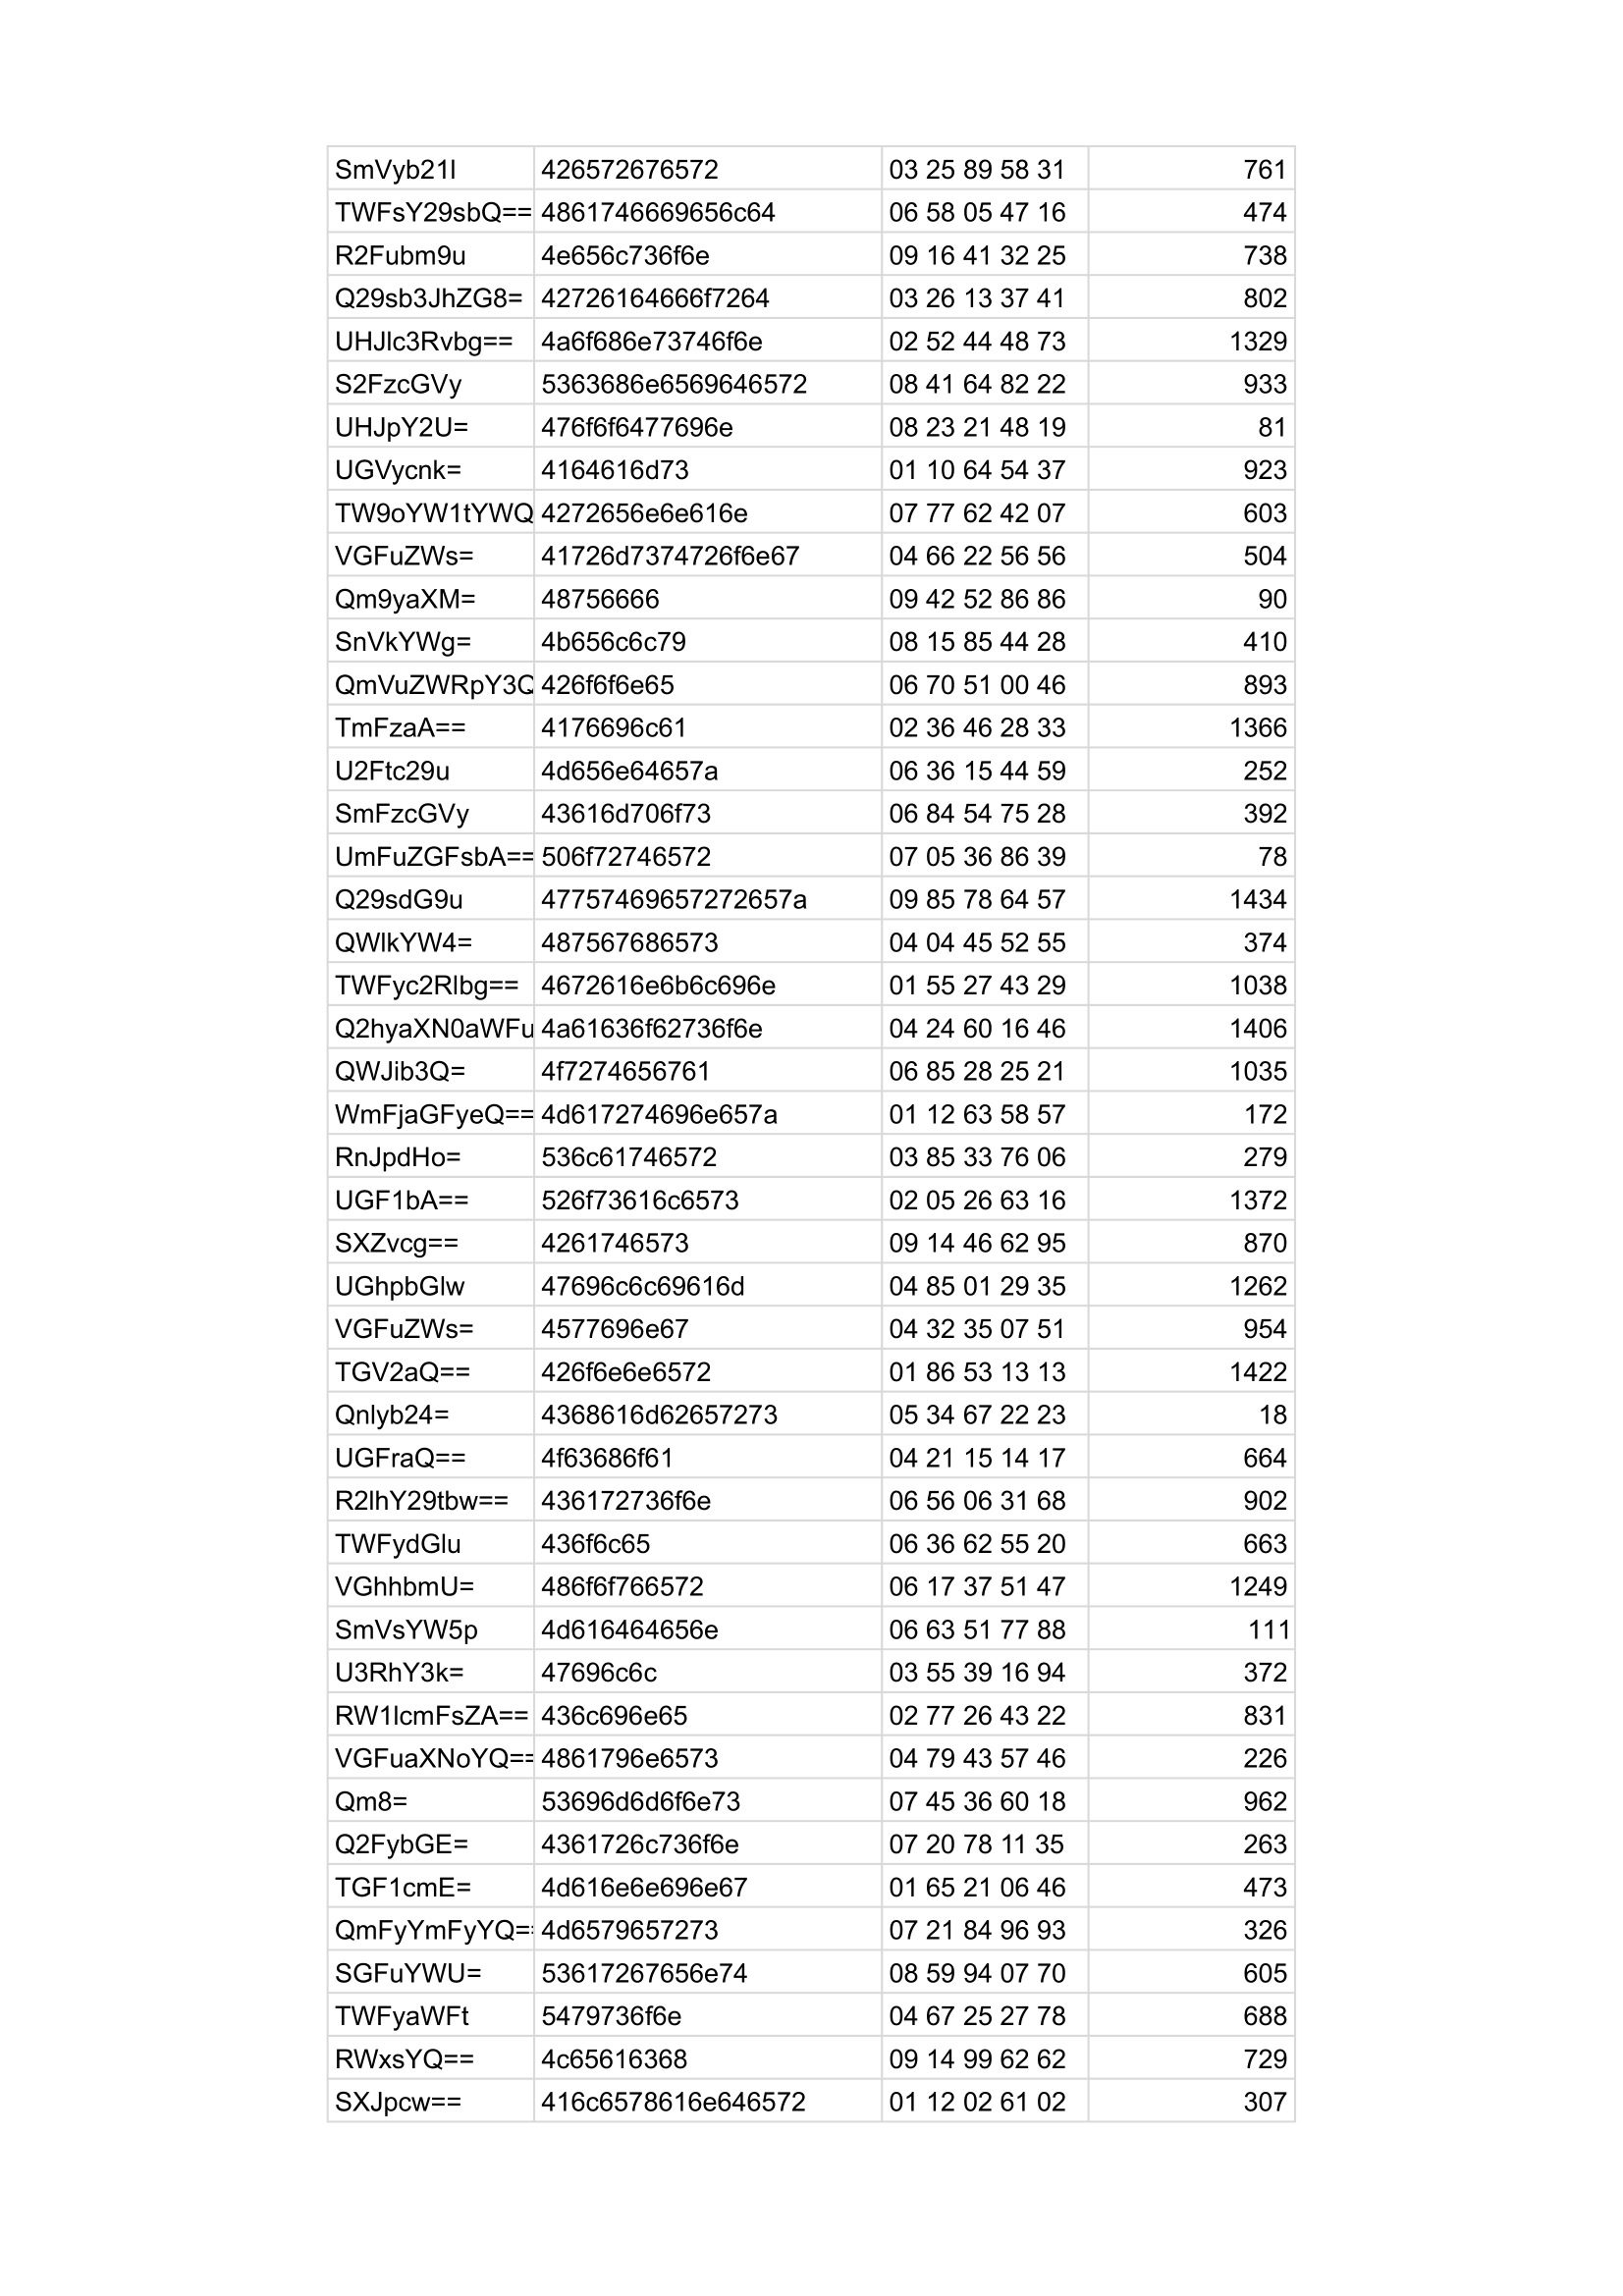 SmVyb21l 426572676572 03 25 89 58 31 761
TWFsY29sbQ== 4861746669656c64 06 58 05 47 16 474
R2Fubm9u 4e656c736f6e 09 16 41 32 25 738
Q29sb3JhZG8= 42726164666f7264 03 26 13 37 41 802
UHJlc3Rvbg== 4a6f686e73746f6e 02 52 44 48 73 1329
S2FzcGVy 5363686e6569646572 08 41 64 82 22 933
UHJpY2U= 476f6f6477696e 08 23 21 48 19 81
UGVycnk= 4164616d73 01 10 64 54 37 923
TW9oYW1tYWQ 4272656e6e616e 07 77 62 42 07 603
VGFuZWs= 41726d7374726f6e67 04 66 22 56 56 504
Qm9yaXM= 48756666 09 42 52 86 86 90
SnVkYWg= 4b656c6c79 08 15 85 44 28 410
QmVuZWRpY3Q 426f6f6e65 06 70 51 00 46 893
TmFzaA== 4176696c61 02 36 46 28 33 1366
U2Ftc29u 4d656e64657a 06 36 15 44 59 252
SmFzcGVy 43616d706f73 06 84 54 75 28 392
UmFuZGFsbA== 506f72746572 07 05 36 86 39 78
Q29sdG9u 47757469657272657a 09 85 78 64 57 1434
QWlkYW4= 487567686573 04 04 45 52 55 374
TWFyc2Rlbg== 4672616e6b6c696e 01 55 27 43 29 1038
Q2hyaXN0aWFu 4a61636f62736f6e 04 24 60 16 46 1406
QWJib3Q= 4f7274656761 06 85 28 25 21 1035
WmFjaGFyeQ== 4d617274696e657a 01 12 63 58 57 172
RnJpdHo= 536c61746572 03 85 33 76 06 279
UGF1bA== 526f73616c6573 02 05 26 63 16 1372
SXZvcg== 4261746573 09 14 46 62 95 870
UGhpbGlw 47696c6c69616d 04 85 01 29 35 1262
VGFuZWs= 4577696e67 04 32 35 07 51 954
TGV2aQ== 426f6e6e6572 01 86 53 13 13 1422
Qnlyb24= 4368616d62657273 05 34 67 22 23 18
UGFraQ== 4f63686f61 04 21 15 14 17 664
R2lhY29tbw== 436172736f6e 06 56 06 31 68 902
TWFydGlu 436f6c65 06 36 62 55 20 663
VGhhbmU= 486f6f766572 06 17 37 51 47 1249
SmVsYW5p 4d616464656e 06 63 51 77 88 111
U3RhY3k= 47696c6c 03 55 39 16 94 372
RW1lcmFsZA== 436c696e65 02 77 26 43 22 831
VGFuaXNoYQ== 4861796e6573 04 79 43 57 46 226
Qm8= 53696d6d6f6e73 07 45 36 60 18 962
Q2FybGE= 4361726c736f6e 07 20 78 11 35 263
TGF1cmE= 4d616e6e696e67 01 65 21 06 46 473
QmFyYmFyYQ== 4d6579657273 07 21 84 96 93 326
SGFuYWU= 53617267656e74 08 59 94 07 70 605
TWFyaWFt 5479736f6e 04 67 25 27 78 688
RWxsYQ== 4c65616368 09 14 99 62 62 729
SXJpcw== 416c6578616e646572 01 12 02 61 02 307